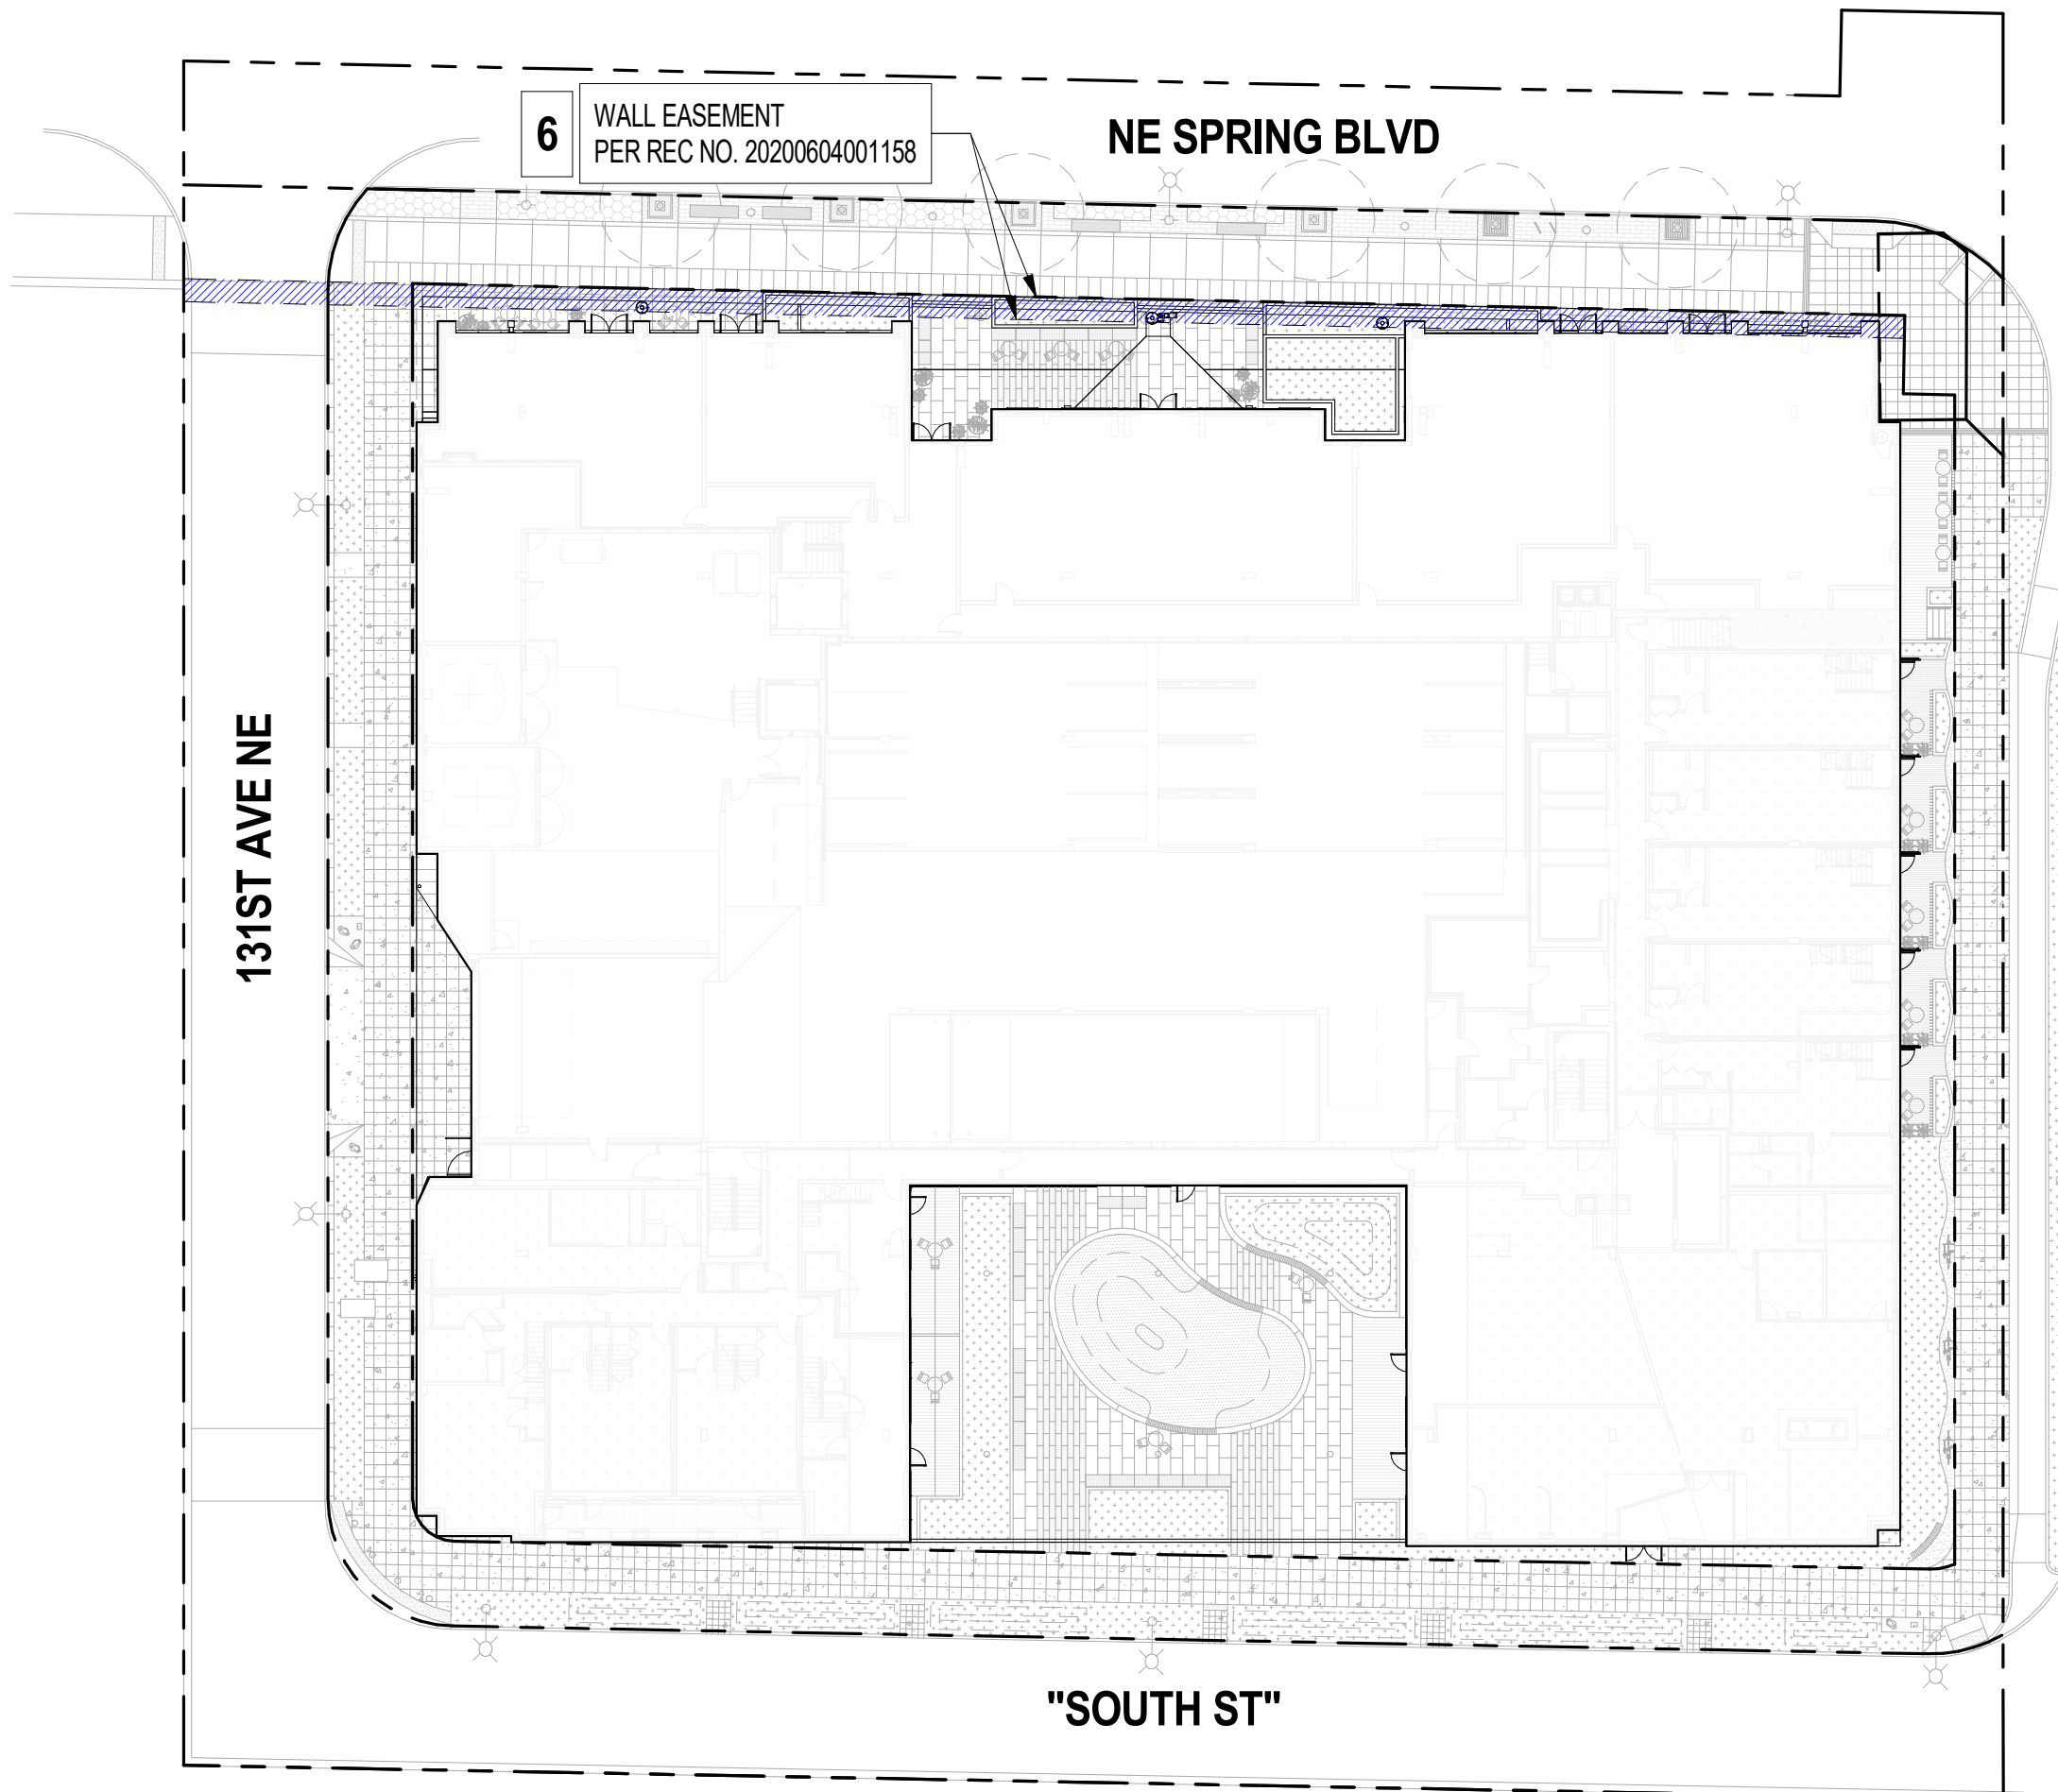 6
WALL EASEMENT
PER REC NO. 20200604001158
NE SPRING BLVD
131ST AVE NE
"SOUTH ST"